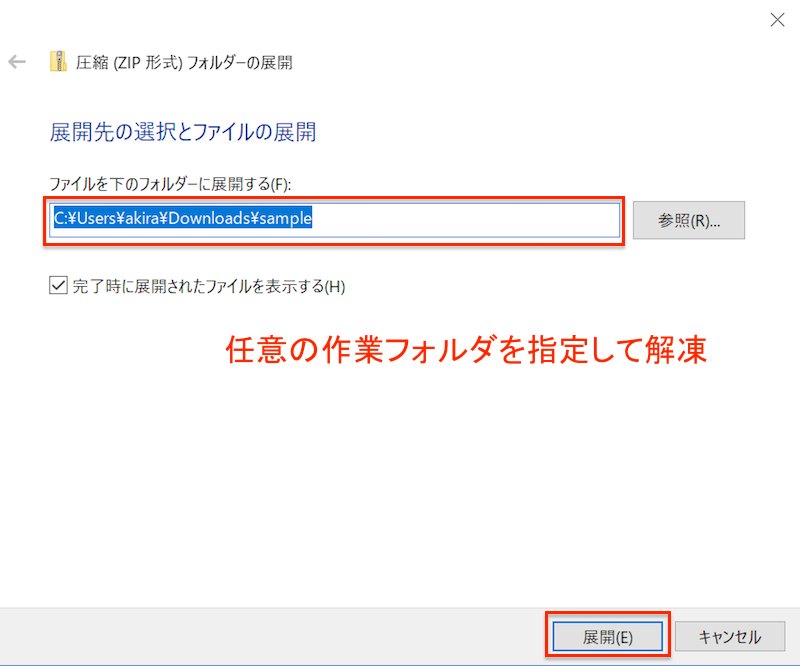 圧縮 (ZIP 形式) フォルダーの展開
展開先の選択とファイルの展開
ファイルを下のフォルダーに展開する(F):
C:¥Users¥akira¥Downloads¥sample
参照(R)...
完了時に展開されたファイルを表示する(H)
任意の作業フォルダを指定して解凍
展開(E)
キャンセル